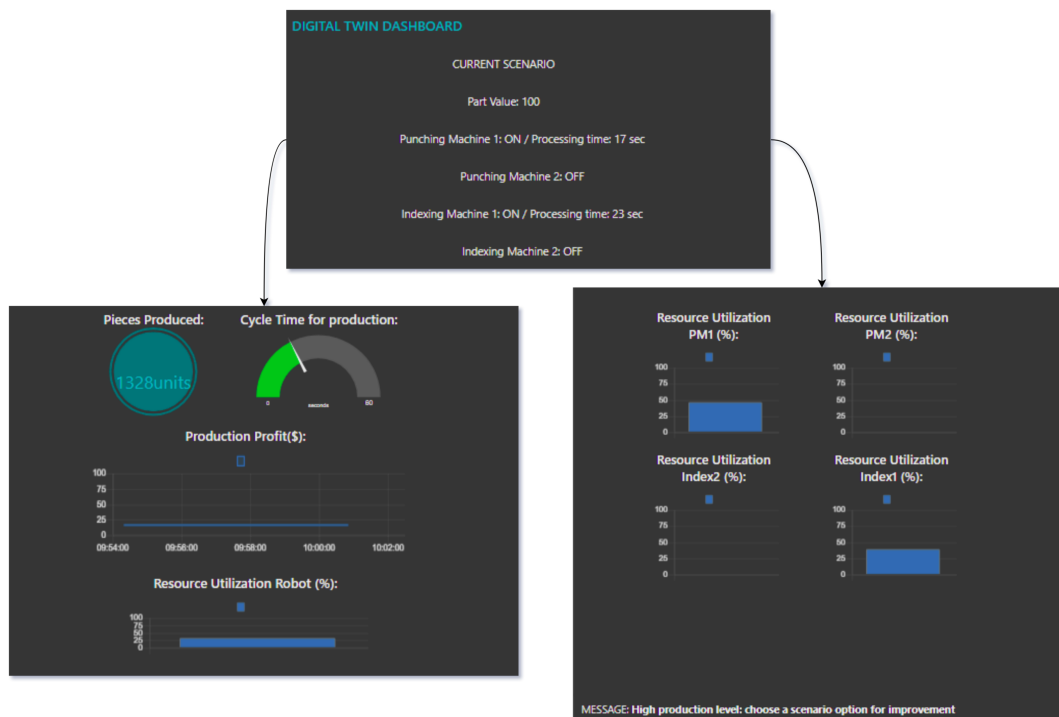 DIGITAL TWIN DASHBOARD
CURRENT SCENARIO
Part Value: 100
Punching Machine 1: ON / Processing time: 17 sec
Punching Machine 2: OFF
Indexing Machine 1: ON / Processing time: 23 sec
Indexing Machine 2: OFF
Pieces Produced:
1328units
Cycle Time for production:
0
seconds
60
Production Profit($):
100
75
50
25
0
09:54:00
09:56:00
09:58:00
10:00:00
10:02:00
Resource Utilization Robot (%):
100
75
50
25
0
Resource Utilization
PM1 (%):
100
75
50
25
0
Resource Utilization
PM2 (%):
100
75
50
25
0
Resource Utilization
Index2 (%):
100
75
50
25
0
Resource Utilization
Index1 (%):
100
75
50
25
0
MESSAGE: High production level: choose a scenario option for improvement